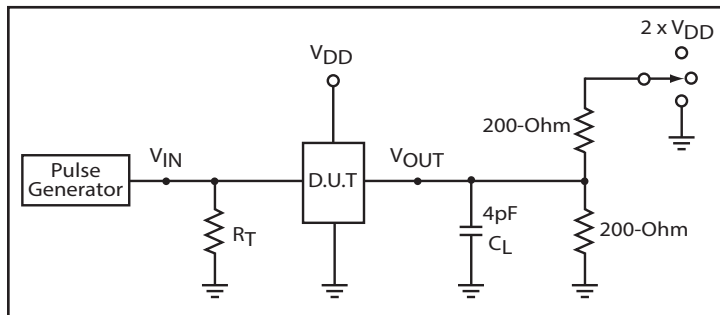 2 x VDD
VDD
200-Ohm
VIN
VOUT
Pulse
Generator
D.U.T
4pF
CL
RT
200-Ohm